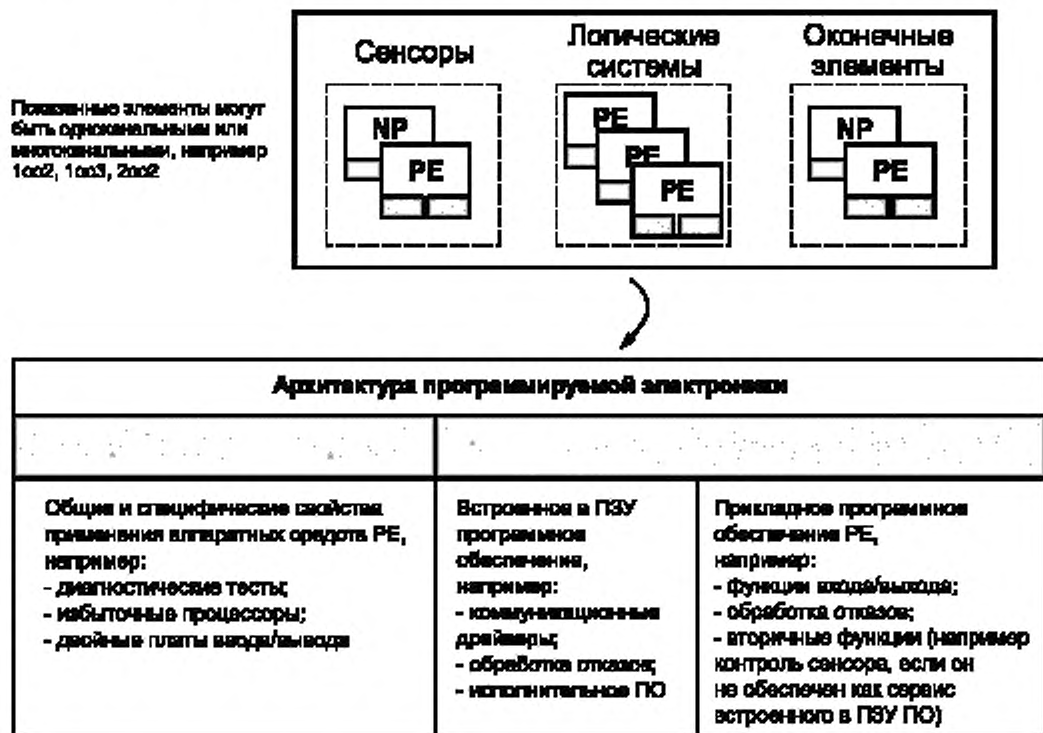 Сенсоры
Логические
системы
Оконечные
элементы
Показанные элементы могут
быть одноканальными или
многоканальными, например
1oo2, 1oo3, 2oo2
NP
PE
PE
PE
PE
NP
PE
Архитектура программируемой электроники
Общие и специфические свойства
применения аппаратных средств PE,
например:
- диагностические тесты;
- избыточные процессоры;
- двойные платы ввода/вывода
Встроенное в ПЗУ
программное
обеспечение,
например:
- коммуникационные
драйверы;
- обработка отказов;
- исполнительное ПО
Прикладное программное
обеспечение PE,
например:
- функции входа/выхода;
- обработка отказов;
- вторичные функции (например
контроль сенсора, если он
не обеспечен как сервис
встроенного в ПЗУ ПО)